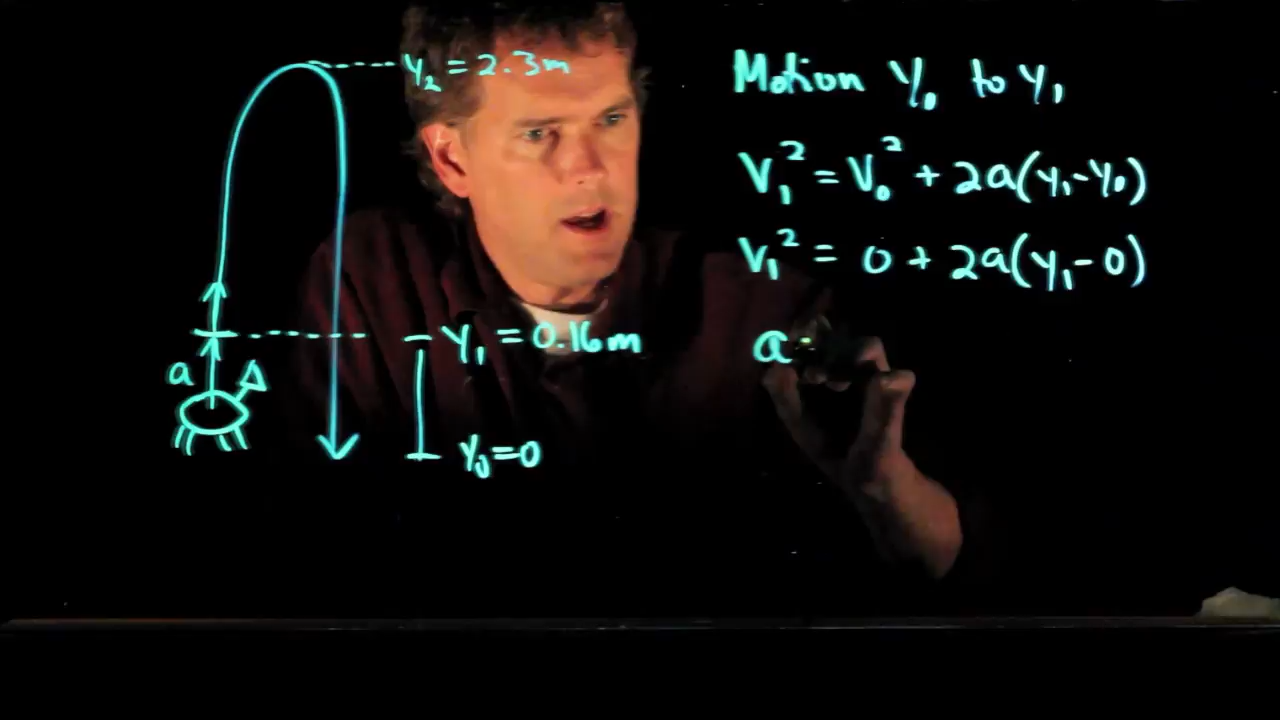 y₂ = 2.3m
a
y₁ = 0.16m
y₀=0
Motion y₀ to y₁
V₁² = V₀² + 2a(y₁-y₀)
V₁² = 0 + 2a(y₁-0)
a =